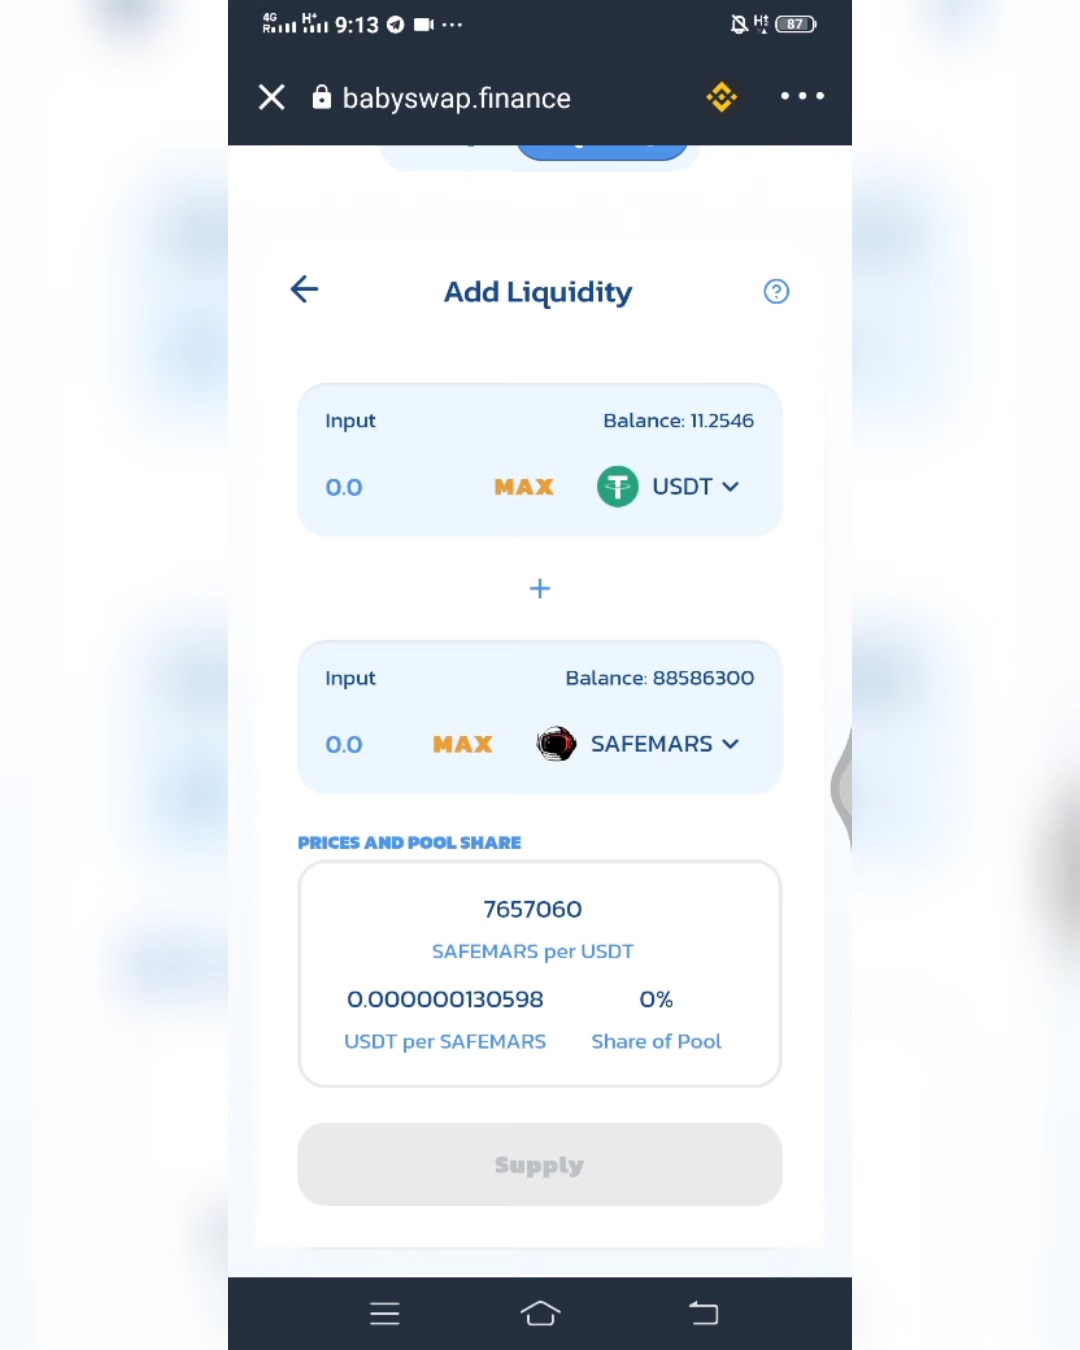 4G R H+ 9:13 ... H‡ 87
babyswap.finance
Add Liquidity
Input Balance: 11.2546
0.0 MAX USDT
+
Input Balance: 88586300
0.0 MAX SAFEMARS
PRICES AND POOL SHARE
7657060
SAFEMARS per USDT
0.000000130598 0%
USDT per SAFEMARS Share of Pool
Supply